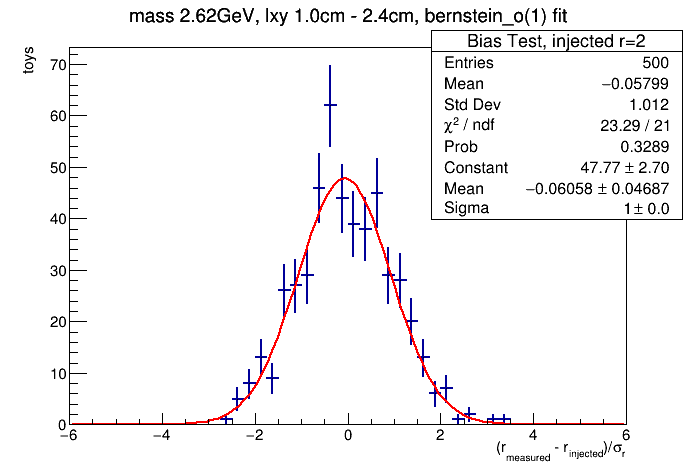 mass 2.62GeV, lxy 1.0cm - 2.4cm, bernstein_o(1) fit
Bias Test, injected r=2
Entries 500
Mean −0.05799
Std Dev 1.012
χ² / ndf 23.29 / 21
Prob 0.3289
Constant 47.77 ± 2.70
Mean −0.06058 ± 0.04687
Sigma 1 ± 0.0
toys
70
60
50
40
30
20
10
0
−6 −4 −2 0 2 4 6
(r_measured - r_injected)/σ_r